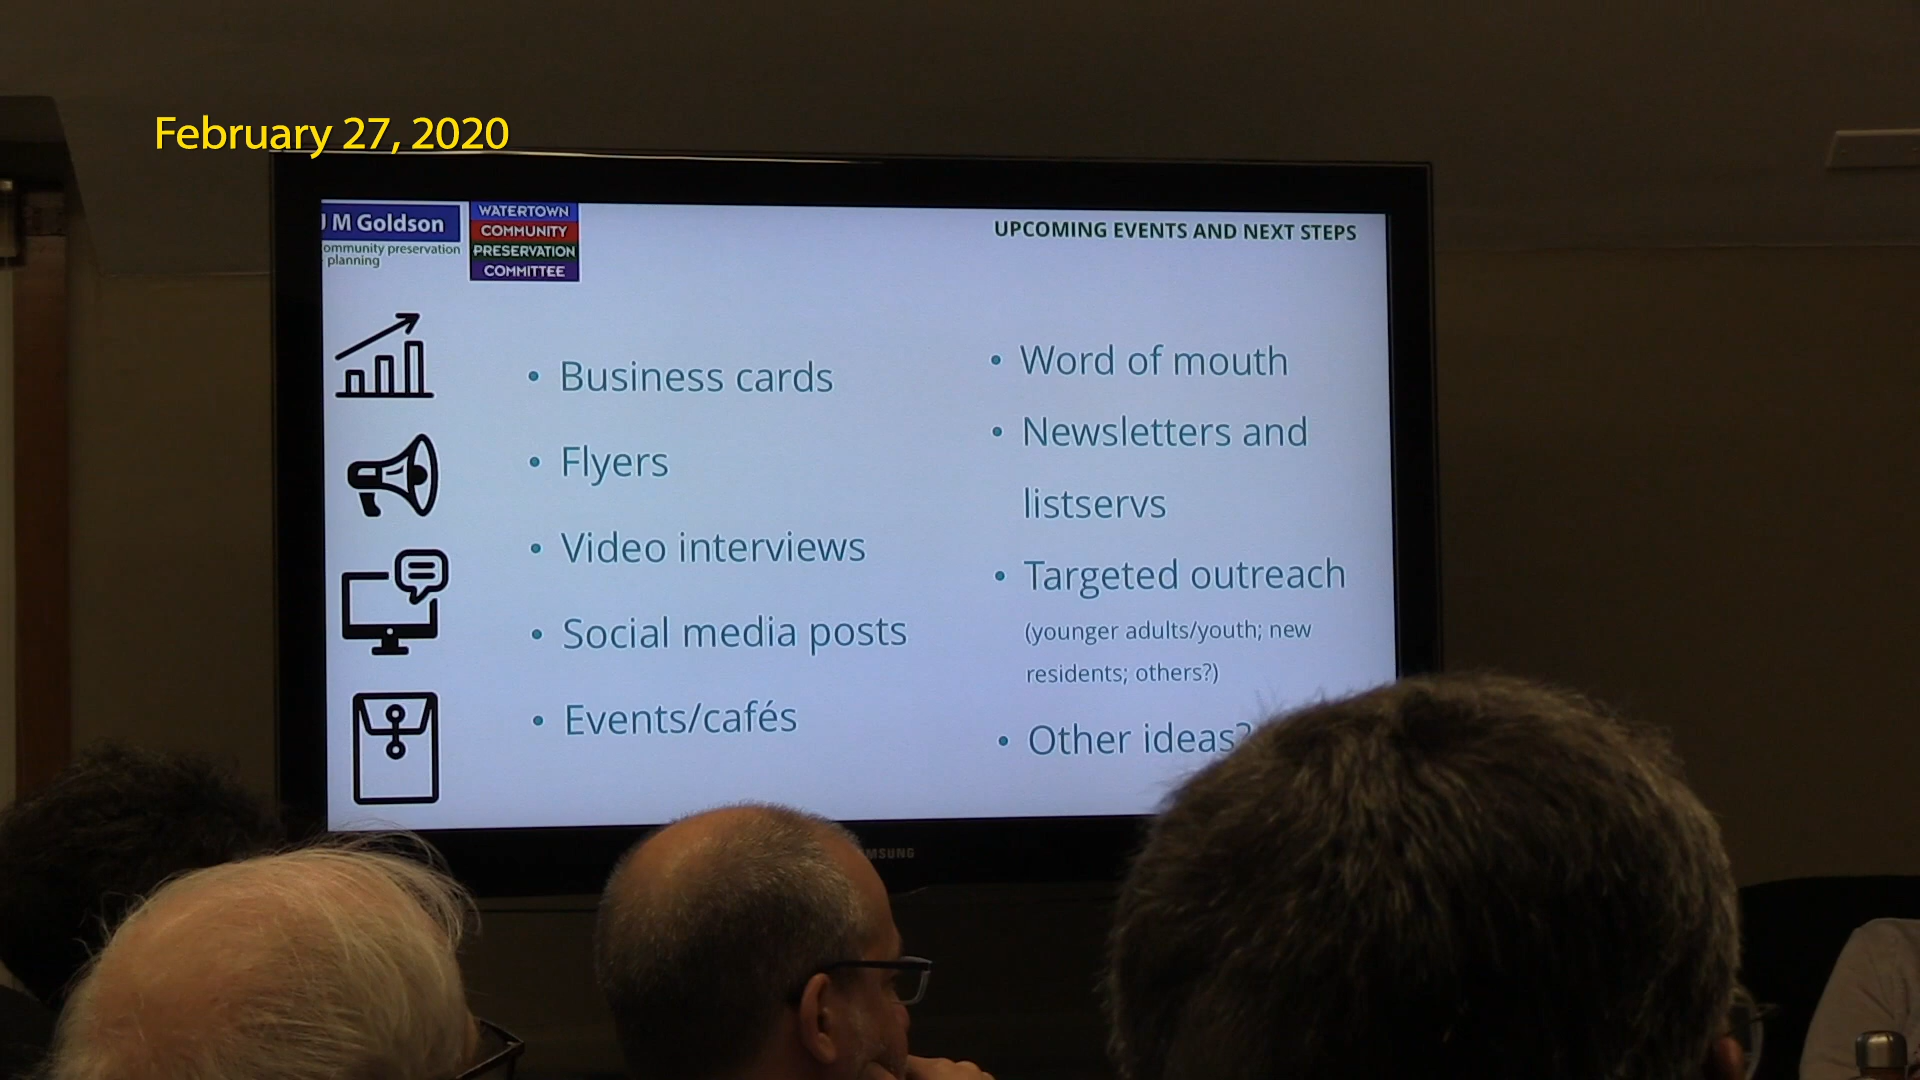 February 27, 2020
J M Goldson
ommunity preservation
planning
WATERTOWN
COMMUNITY
PRESERVATION
COMMITTEE
UPCOMING EVENTS AND NEXT STEPS
• Business cards
• Flyers
• Video interviews
• Social media posts
• Events/cafés
• Word of mouth
• Newsletters and
listservs
• Targeted outreach
(younger adults/youth; new
residents; others?)
• Other ideas?
MSUNG